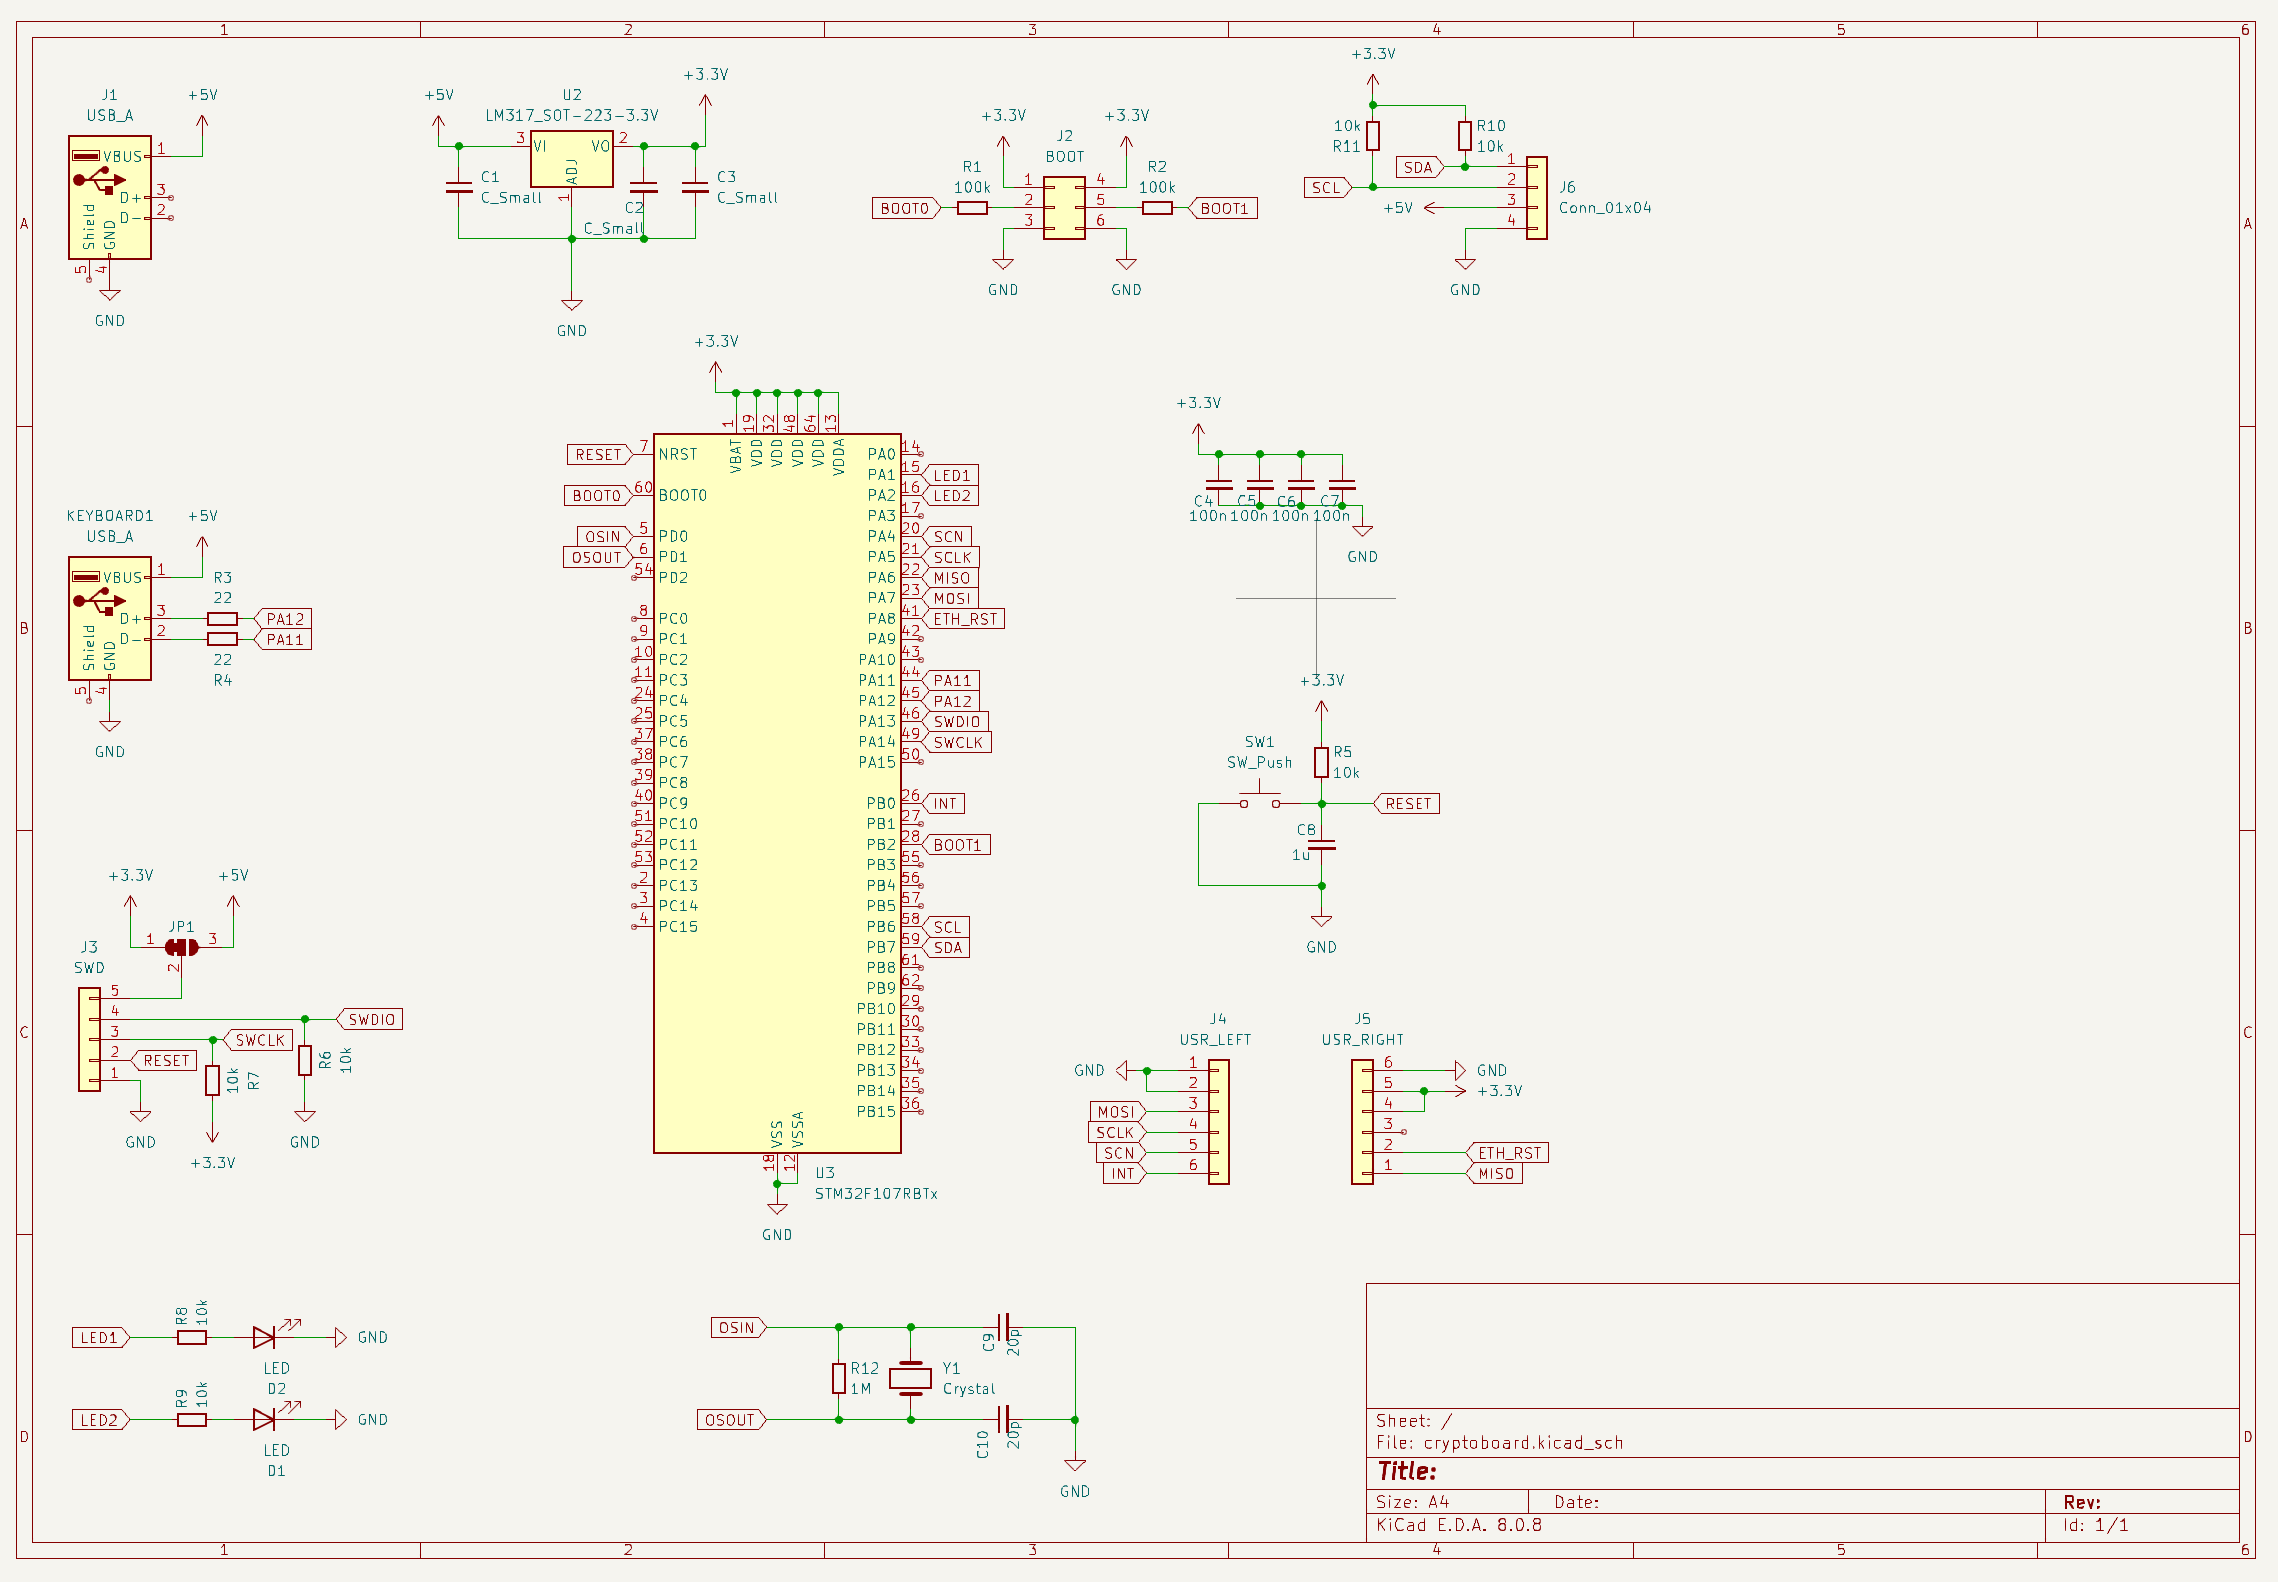 1 2 3 4 5 6
A
B
C
D
A
B
C
D
1 2 3 4 5 6
J1
USB_A
+5V
VBUS 1
D+ 3
D- 2
Shield
GND
5
4
GND
+5V
U2
LM317_SOT-223-3.3V
+3.3V
3 VI VO 2
ADJ
1
C1
C_Small
C2
C_Small
C3
C_Small
GND
+3.3V
J2
BOOT
+3.3V
R1
100k
R2
100k
BOOT0
BOOT1
1 4
2 5
3 6
GND
GND
+3.3V
10k
R11
R10
10k
SDA
SCL
+5V
1
2
3
4
J6
Conn_01x04
GND
KEYBOARD1
USB_A
+5V
VBUS 1
D+ 3
D- 2
R3
22
PA12
PA11
22
R4
Shield
GND
5
4
GND
+3.3V
1 19 32 48 64 13
VBAT VDD VDD VDD VDD VDDA
RESET 7 NRST
BOOT0 60 BOOT0
OSIN 5 PD0
OSOUT 6 PD1
54 PD2
8 PC0
9 PC1
10 PC2
11 PC3
24 PC4
25 PC5
37 PC6
38 PC7
39 PC8
40 PC9
51 PC10
52 PC11
53 PC12
2 PC13
3 PC14
4 PC15
PA0 14
PA1 15 LED1
PA2 16 LED2
PA3 17
PA4 20 SCN
PA5 21 SCLK
PA6 22 MISO
PA7 23 MOSI
PA8 41 ETH_RST
PA9 42
PA10 43
PA11 44 PA11
PA12 45 PA12
PA13 46 SWDIO
PA14 49 SWCLK
PA15 50
PB0 26 INT
PB1 27
PB2 28 BOOT1
PB3 55
PB4 56
PB5 57
PB6 58 SCL
PB7 59 SDA
PB8 61
PB9 62
PB10 29
PB11 30
PB12 33
PB13 34
PB14 35
PB15 36
VSS VSSA
18 12
U3
STM32F107RBTx
GND
+3.3V
C4 C5 C6 C7
100n 100n 100n 100n
GND
+3.3V
SW1
SW_Push
R5
10k
RESET
C8
1u
GND
+3.3V
+5V
JP1
1 3
2
J3
SWD
5
4
3
2
1
SWDIO
SWCLK
RESET
10k
R7
R6
10k
GND
GND
+3.3V
J4
USR_LEFT
GND 1
2
MOSI 3
SCLK 4
SCN 5
INT 6
J5
USR_RIGHT
6 GND
5 +3.3V
4
3
2 ETH_RST
1 MISO
LED1
R8
10k
LED
D2
GND
LED2
R9
10k
LED
D1
GND
OSIN
OSOUT
R12
1M
Y1
Crystal
C9
20p
C10
20p
GND
Sheet: /
File: cryptoboard.kicad_sch
Title:
Size: A4 Date: Rev:
KiCad E.D.A. 8.0.8 Id: 1/1